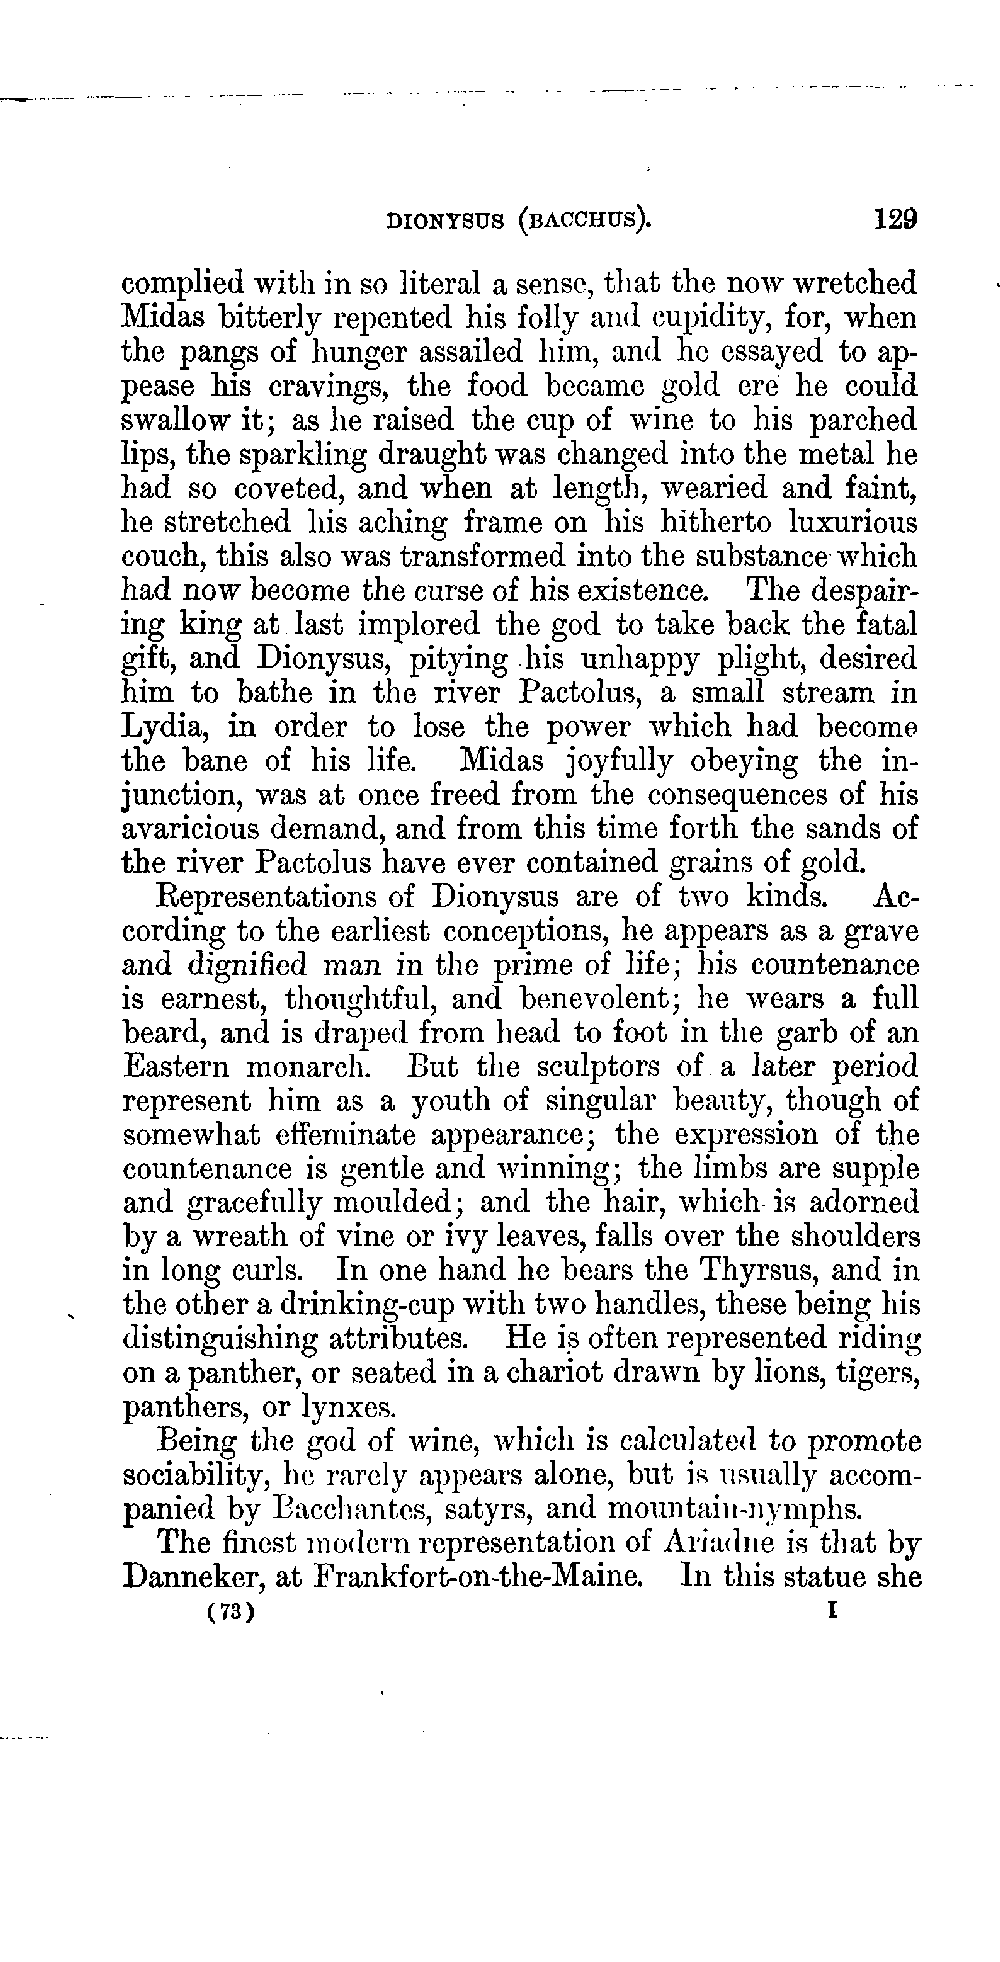 DIONYSUS (BACCHUS). 129
complied with in so literal a sense, that the now wretched
Midas bitterly repented his folly and cupidity, for, when
the pangs of hunger assailed him, and he essayed to ap-
pease his cravings, the food became gold ere he could
swallow it; as he raised the cup of wine to his parched
lips, the sparkling draught was changed into the metal he
had so coveted, and when at length, wearied and faint,
he stretched his aching frame on his hitherto luxurious
couch, this also was transformed into the substance which
had now become the curse of his existence. The despair-
ing king at last implored the god to take back the fatal
gift, and Dionysus, pitying his unhappy plight, desired
him to bathe in the river Pactolus, a small stream in
Lydia, in order to lose the power which had become
the bane of his life. Midas joyfully obeying the in-
junction, was at once freed from the consequences of his
avaricious demand, and from this time forth the sands of
the river Pactolus have ever contained grains of gold.
Representations of Dionysus are of two kinds. Ac-
cording to the earliest conceptions, he appears as a grave
and dignified man in the prime of life; his countenance
is earnest, thoughtful, and benevolent; he wears a full
beard, and is draped from head to foot in the garb of an
Eastern monarch. But the sculptors of a later period
represent him as a youth of singular beauty, though of
somewhat effeminate appearance; the expression of the
countenance is gentle and winning; the limbs are supple
and gracefully moulded; and the hair, which is adorned
by a wreath of vine or ivy leaves, falls over the shoulders
in long curls. In one hand he bears the Thyrsus, and in
the other a drinking-cup with two handles, these being his
distinguishing attributes. He is often represented riding
on a panther, or seated in a chariot drawn by lions, tigers,
panthers, or lynxes.
Being the god of wine, which is calculated to promote
sociability, he rarely appears alone, but is usually accom-
panied by Bacchantes, satyrs, and mountain-nymphs.
The finest modern representation of Ariadne is that by
Danneker, at Frankfort-on-the-Maine. In this statue she
(73) I